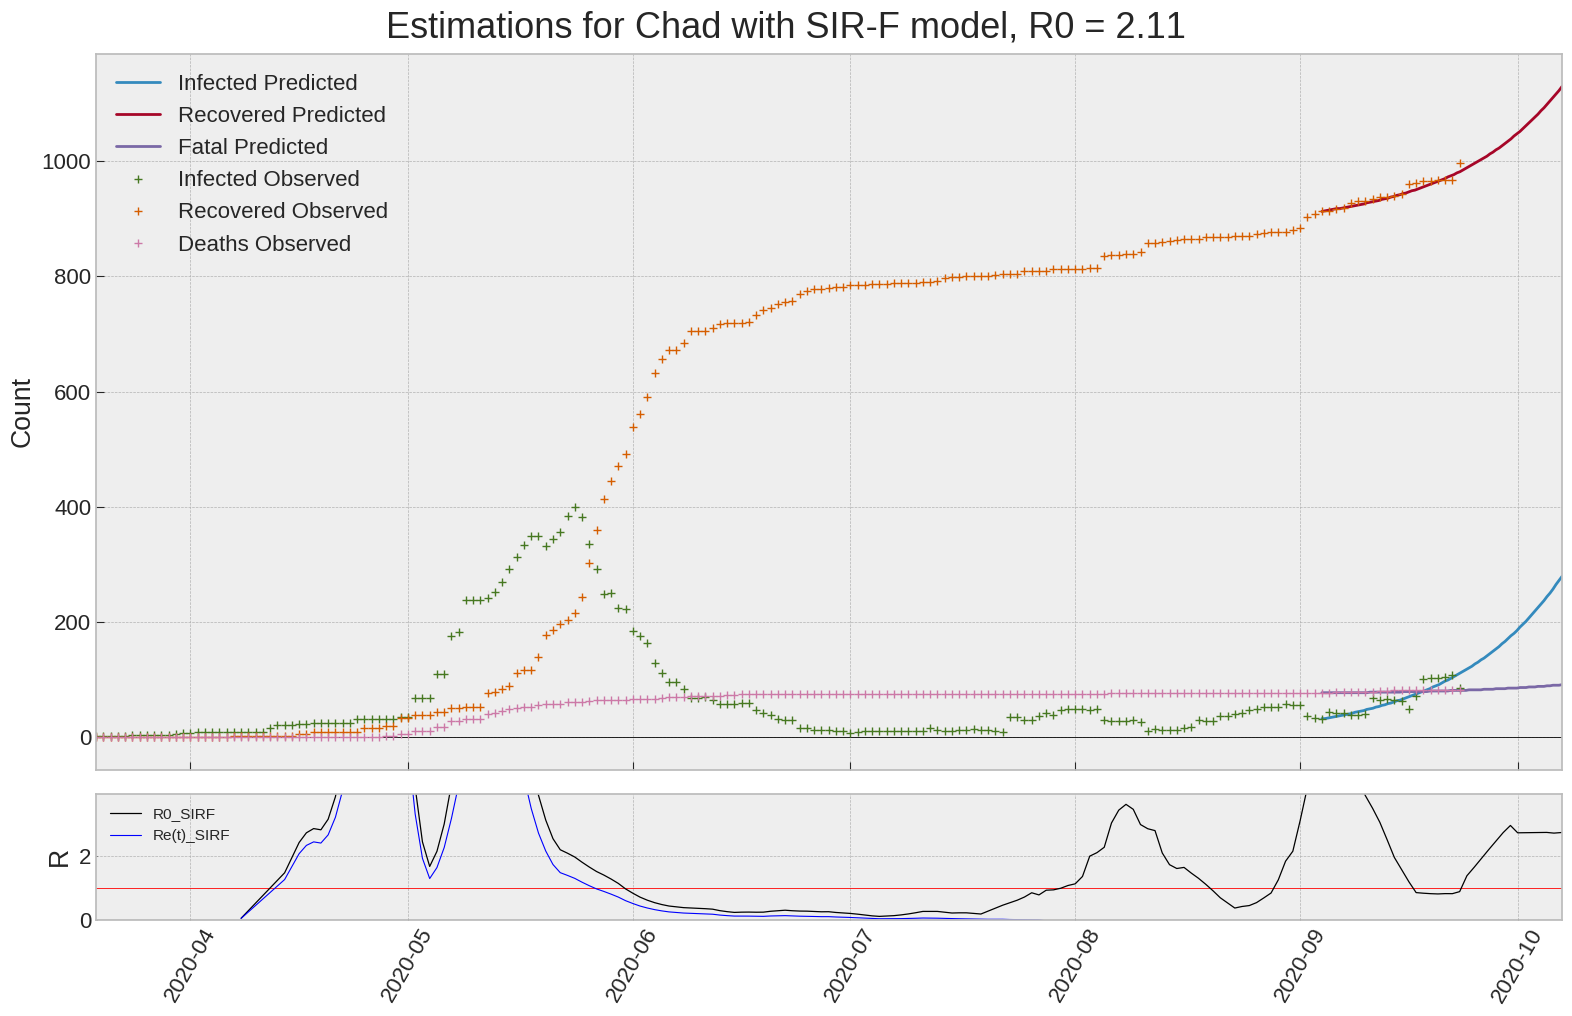 Estimations for Chad with SIR-F model, R0 = 2.11
Infected Predicted
Recovered Predicted
Fatal Predicted
Infected Observed
Recovered Observed
Deaths Observed
Count
1000
800
600
400
200
0
R0_SIRF
Re(t)_SIRF
R
2
0
2020-04
2020-05
2020-06
2020-07
2020-08
2020-09
2020-10